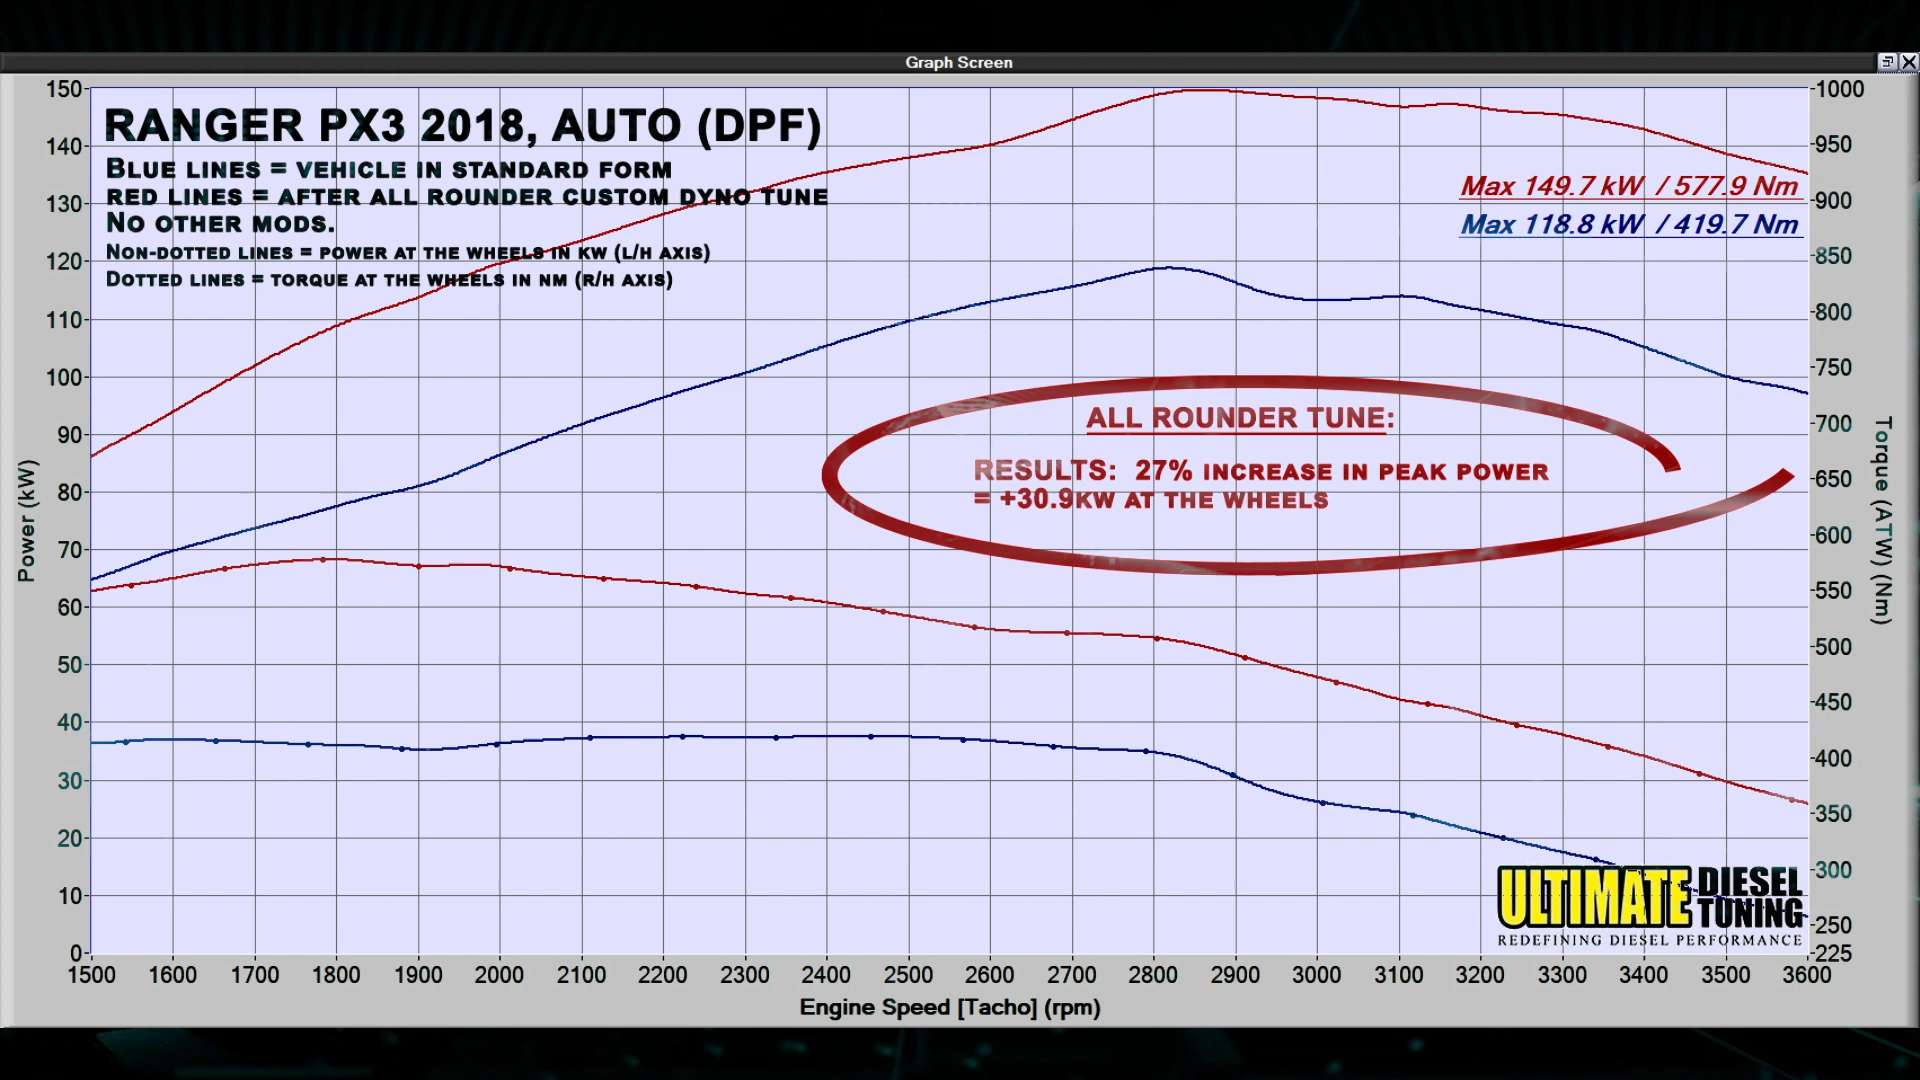 Graph Screen
RANGER PX3 2018, AUTO (DPF)
BLUE LINES = VEHICLE IN STANDARD FORM
RED LINES = AFTER ALL ROUNDER CUSTOM DYNO TUNE
NO OTHER MODS.
NON-DOTTED LINES = POWER AT THE WHEELS IN KW (L/H AXIS)
DOTTED LINES = TORQUE AT THE WHEELS IN NM (R/H AXIS)
Max 149.7 kW / 577.9 Nm
Max 118.8 kW / 419.7 Nm
ALL ROUNDER TUNE:
RESULTS: 27% INCREASE IN PEAK POWER
= +30.9KW AT THE WHEELS
150
140
130
120
110
100
90
80
70
60
50
40
30
20
10
0
Power (kW)
1000
950
900
850
800
750
700
650
600
550
500
450
400
350
300
250
225
Torque (ATW) (Nm)
ULTIMATE DIESEL TUNING
REDEFINING DIESEL PERFORMANCE
1500 1600 1700 1800 1900 2000 2100 2200 2300 2400 2500 2600 2700 2800 2900 3000 3100 3200 3300 3400 3500 3600
Engine Speed [Tacho] (rpm)